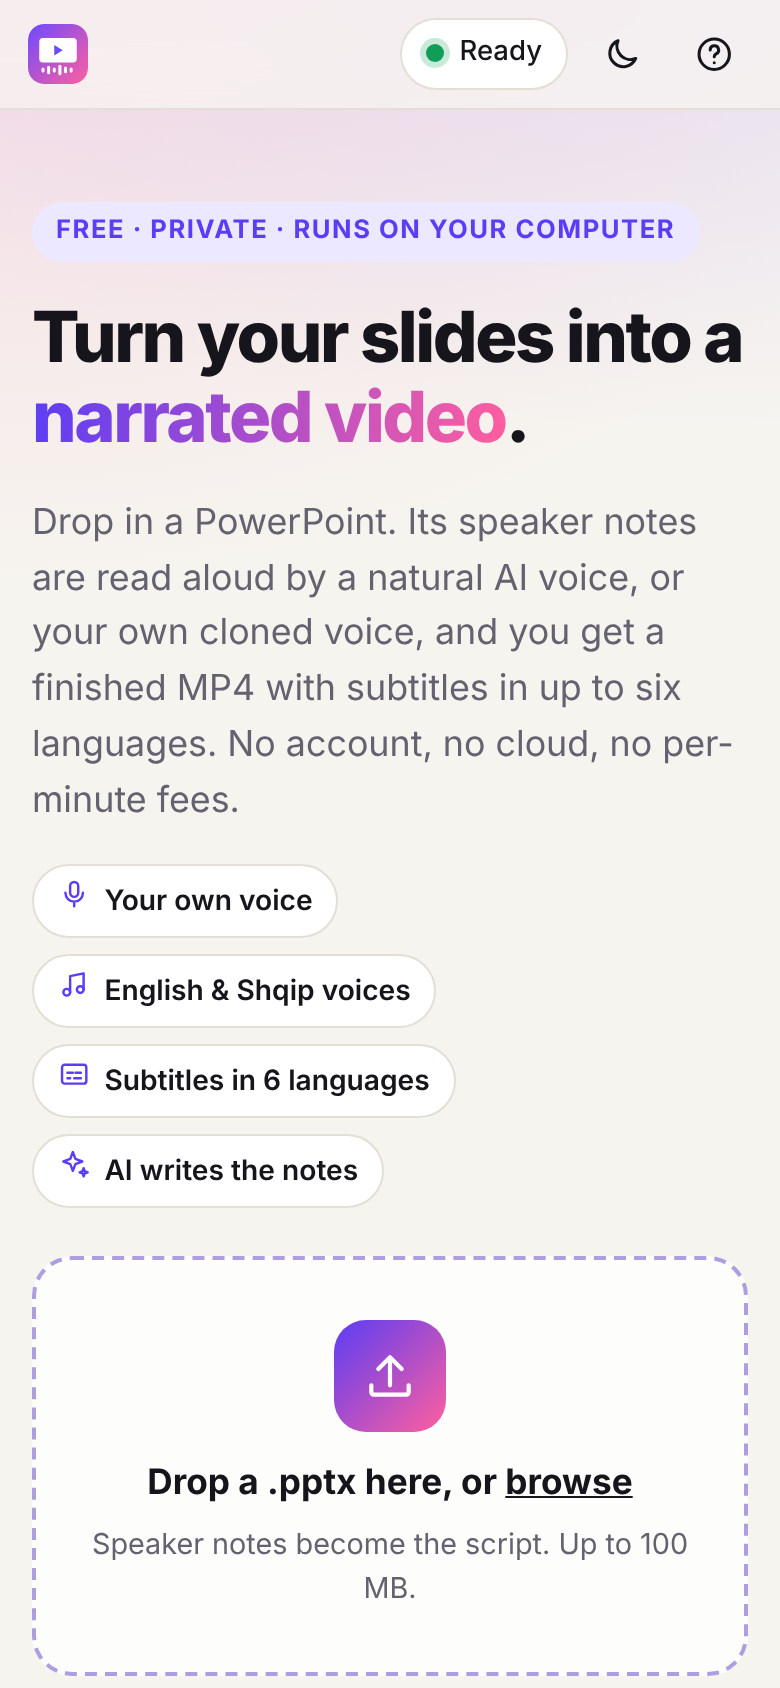 Ready
FREE · PRIVATE · RUNS ON YOUR COMPUTER
Turn your slides into a
narrated video.
Drop in a PowerPoint. Its speaker notes
are read aloud by a natural AI voice, or
your own cloned voice, and you get a
finished MP4 with subtitles in up to six
languages. No account, no cloud, no per-
minute fees.
Your own voice
English & Shqip voices
Subtitles in 6 languages
AI writes the notes
Drop a .pptx here, or browse
Speaker notes become the script. Up to 100
MB.